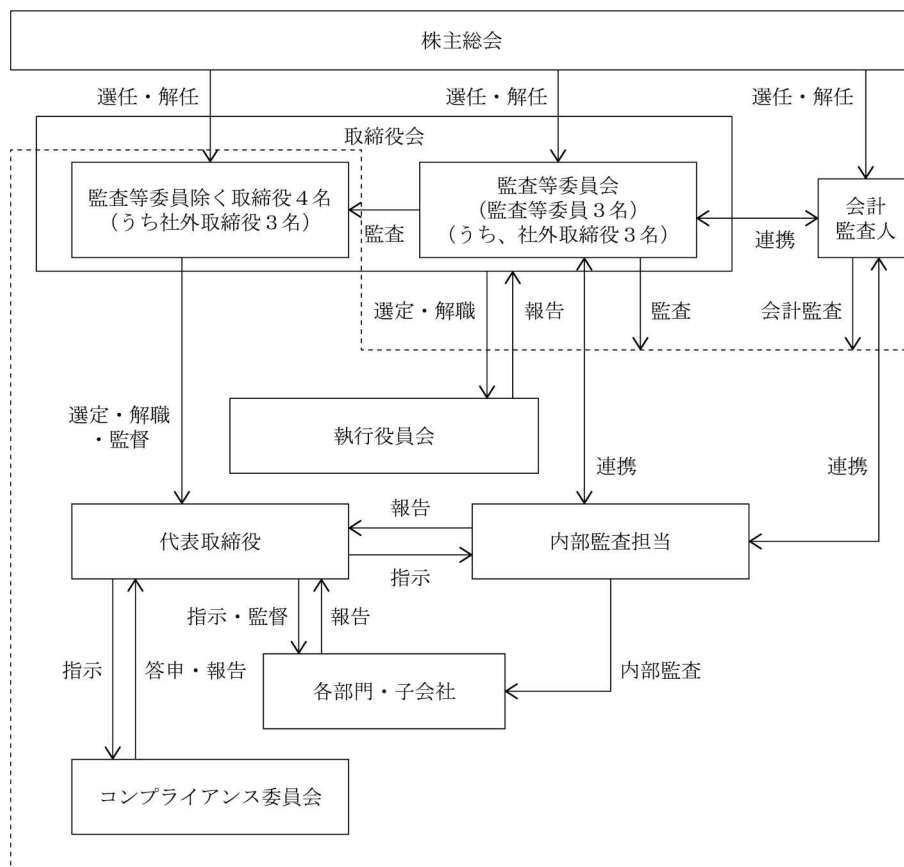 株主総会
選任・解任
選任・解任
選任・解任
取締役会
監査等委員除く取締役４名
（うち社外取締役３名）
監査
監査等委員会
（監査等委員３名）
（うち、社外取締役３名）
連携
会計
監査人
選定・解職
報告
監査
会計監査
選定・解職
・監督
執行役員会
連携
連携
代表取締役
報告
指示
内部監査担当
指示・監督
報告
指示
答申・報告
各部門・子会社
内部監査
コンプライアンス委員会